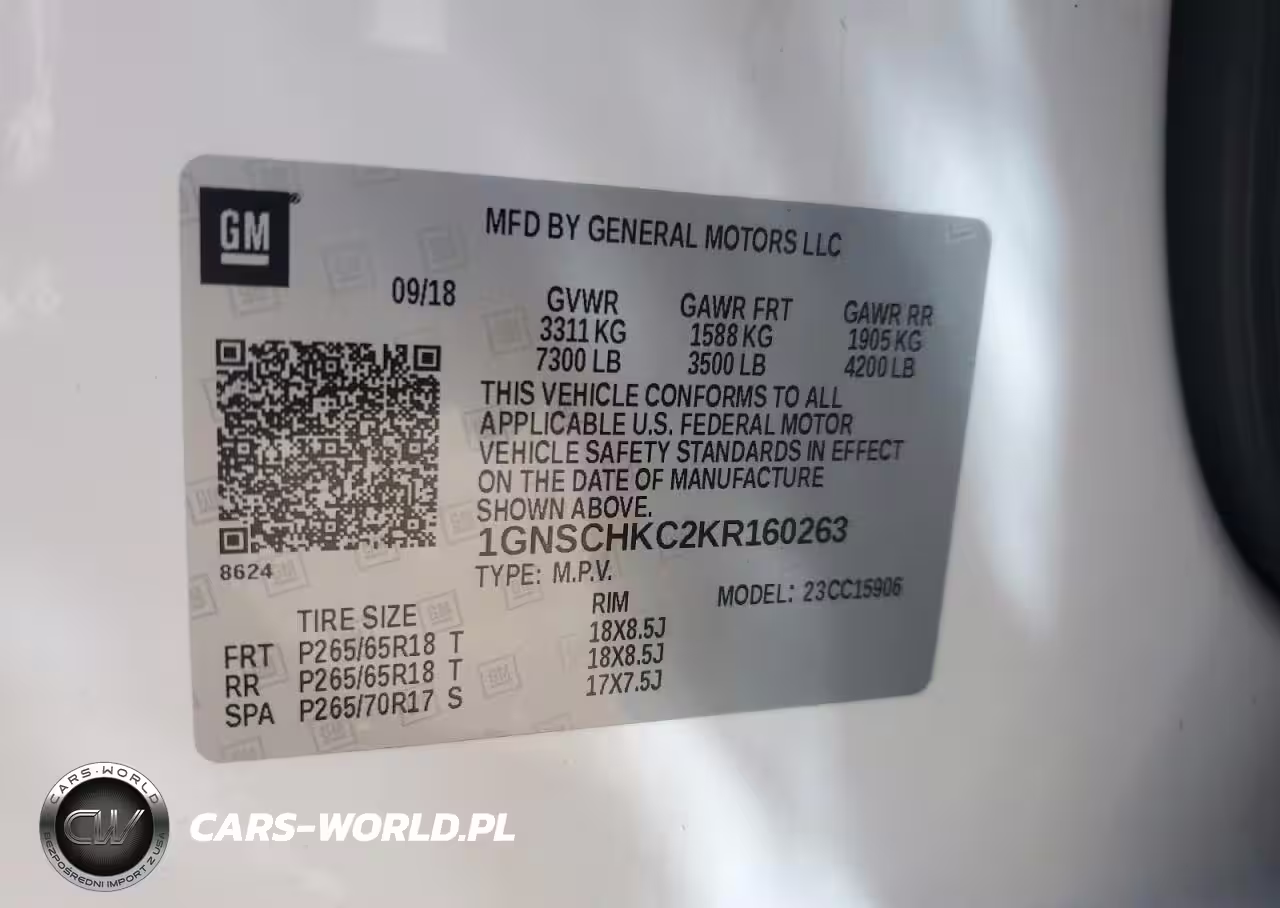 GM
MFD BY GENERAL MOTORS LLC
09/18
GVWR GAWR FRT GAWR RR
3311 KG 1588 KG 1905 KG
7300 LB 3500 LB 4200 LB
THIS VEHICLE CONFORMS TO ALL
APPLICABLE U.S. FEDERAL MOTOR
VEHICLE SAFETY STANDARDS IN EFFECT
ON THE DATE OF MANUFACTURE
SHOWN ABOVE.
1GNSCHKC2KR160263
8624
TYPE: M.P.V. MODEL: 23CC15906
TIRE SIZE RIM
FRT P265/65R18 T 18X8.5J
RR P265/65R18 T 18X8.5J
SPA P265/70R17 S 17X7.5J
CARS-WORLD
CW
BEZPOŚREDNI IMPORT Z USA
CARS-WORLD.PL